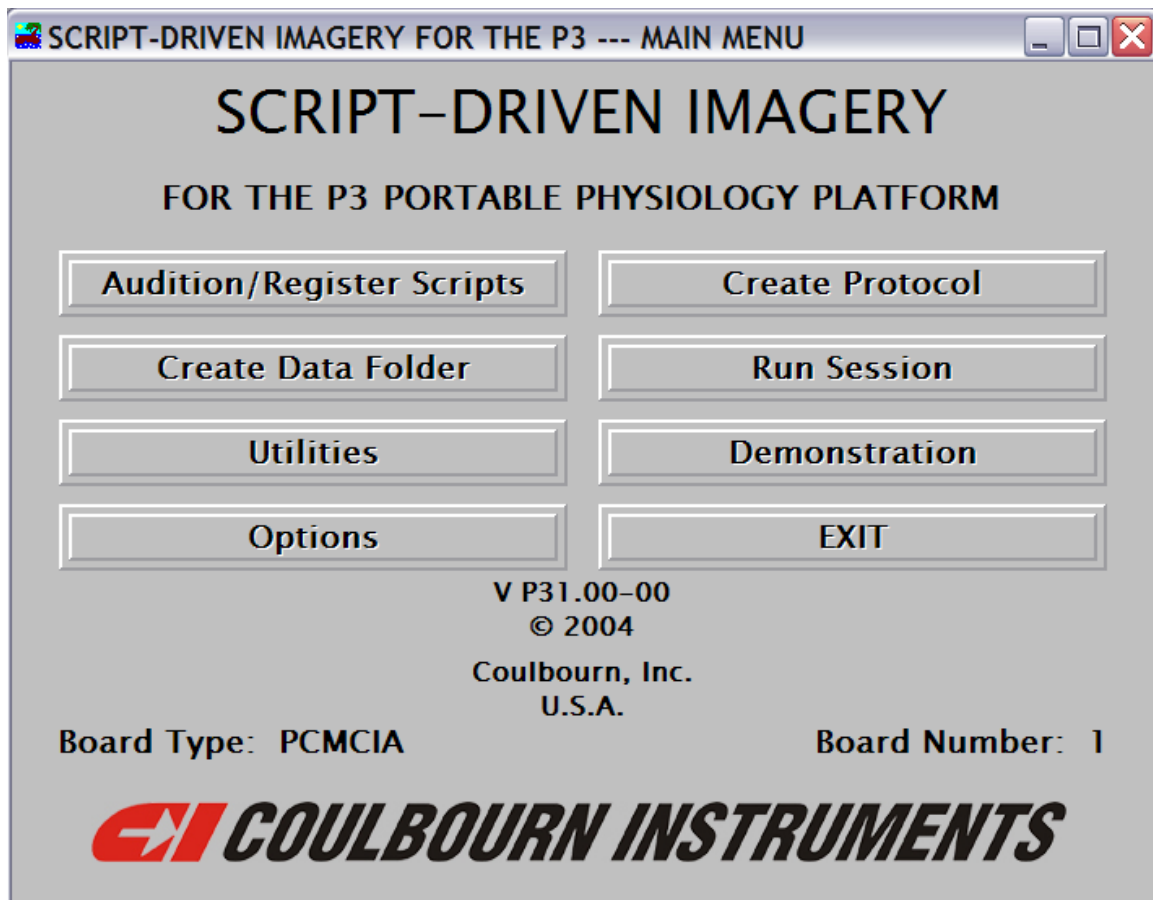 SCRIPT-DRIVEN IMAGERY FOR THE P3 --- MAIN MENU
SCRIPT-DRIVEN IMAGERY
FOR THE P3 PORTABLE PHYSIOLOGY PLATFORM
Audition/Register Scripts
Create Protocol
Create Data Folder
Run Session
Utilities
Demonstration
Options
EXIT
V P31.00-00
© 2004
Coulbourn, Inc.
U.S.A.
Board Type: PCMCIA
Board Number: 1
COULBOURN INSTRUMENTS